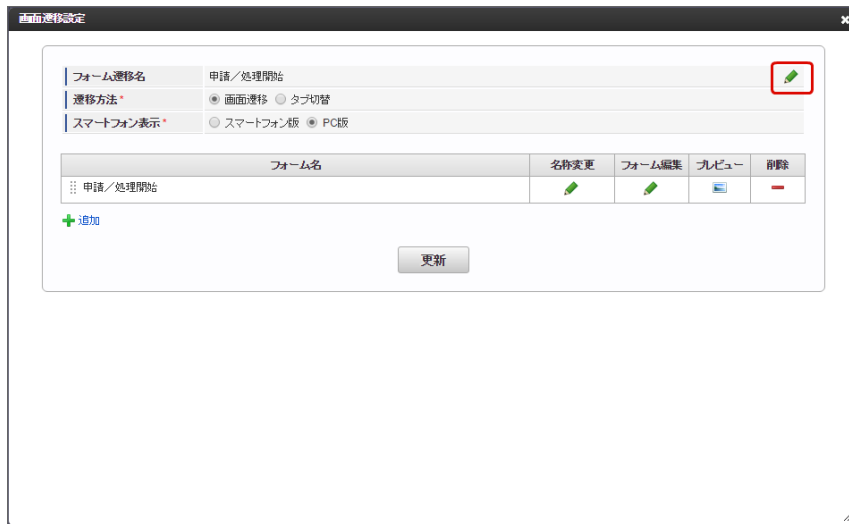 画面遷移設定
フォーム遷移名 申請／処理開始
遷移方法* 画面遷移 タブ切替
スマートフォン表示* スマートフォン版 PC版
フォーム名 名称変更 フォーム編集 プレビュー 削除
申請／処理開始
追加
更新